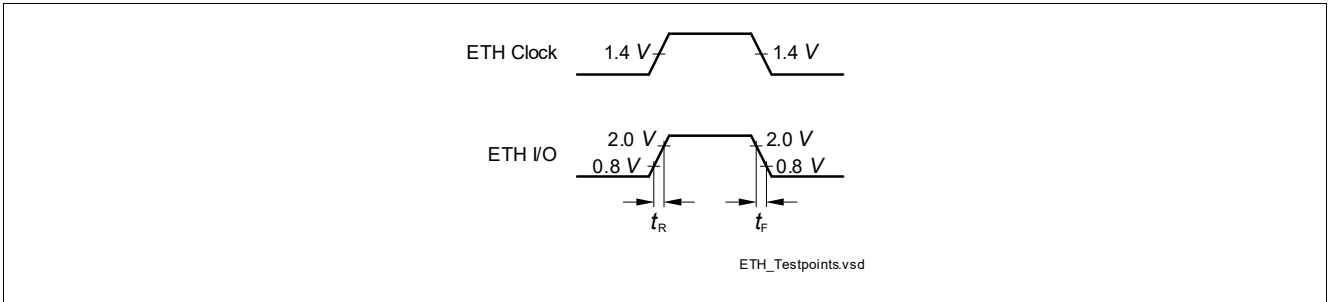 ETH Clock 1.4 V 1.4 V
2.0 V 2.0 V
ETH I/O
0.8 V 0.8 V
tR tF
ETH_Testpoints.vsd